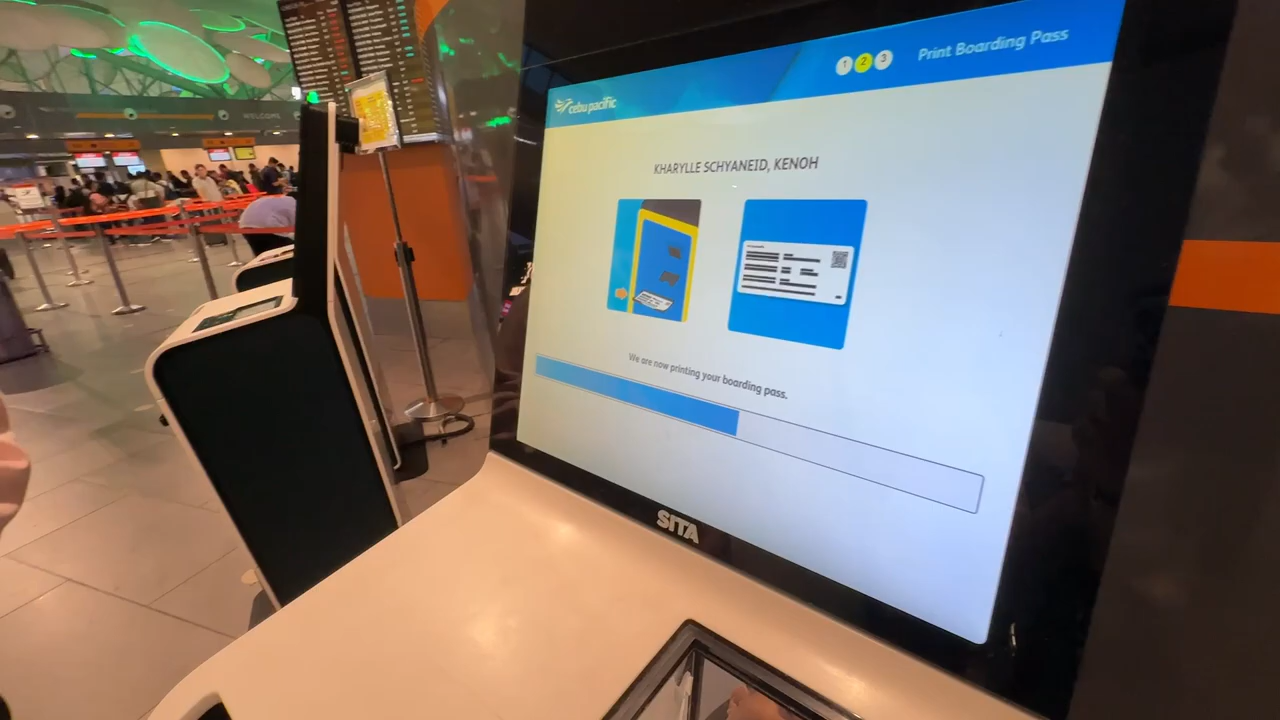 Print Boarding Pass
1 2 3
cebu pacific
WELCOME
KHARYLLE SCHYANEID, KENOH
We are now printing your boarding pass.
SITA